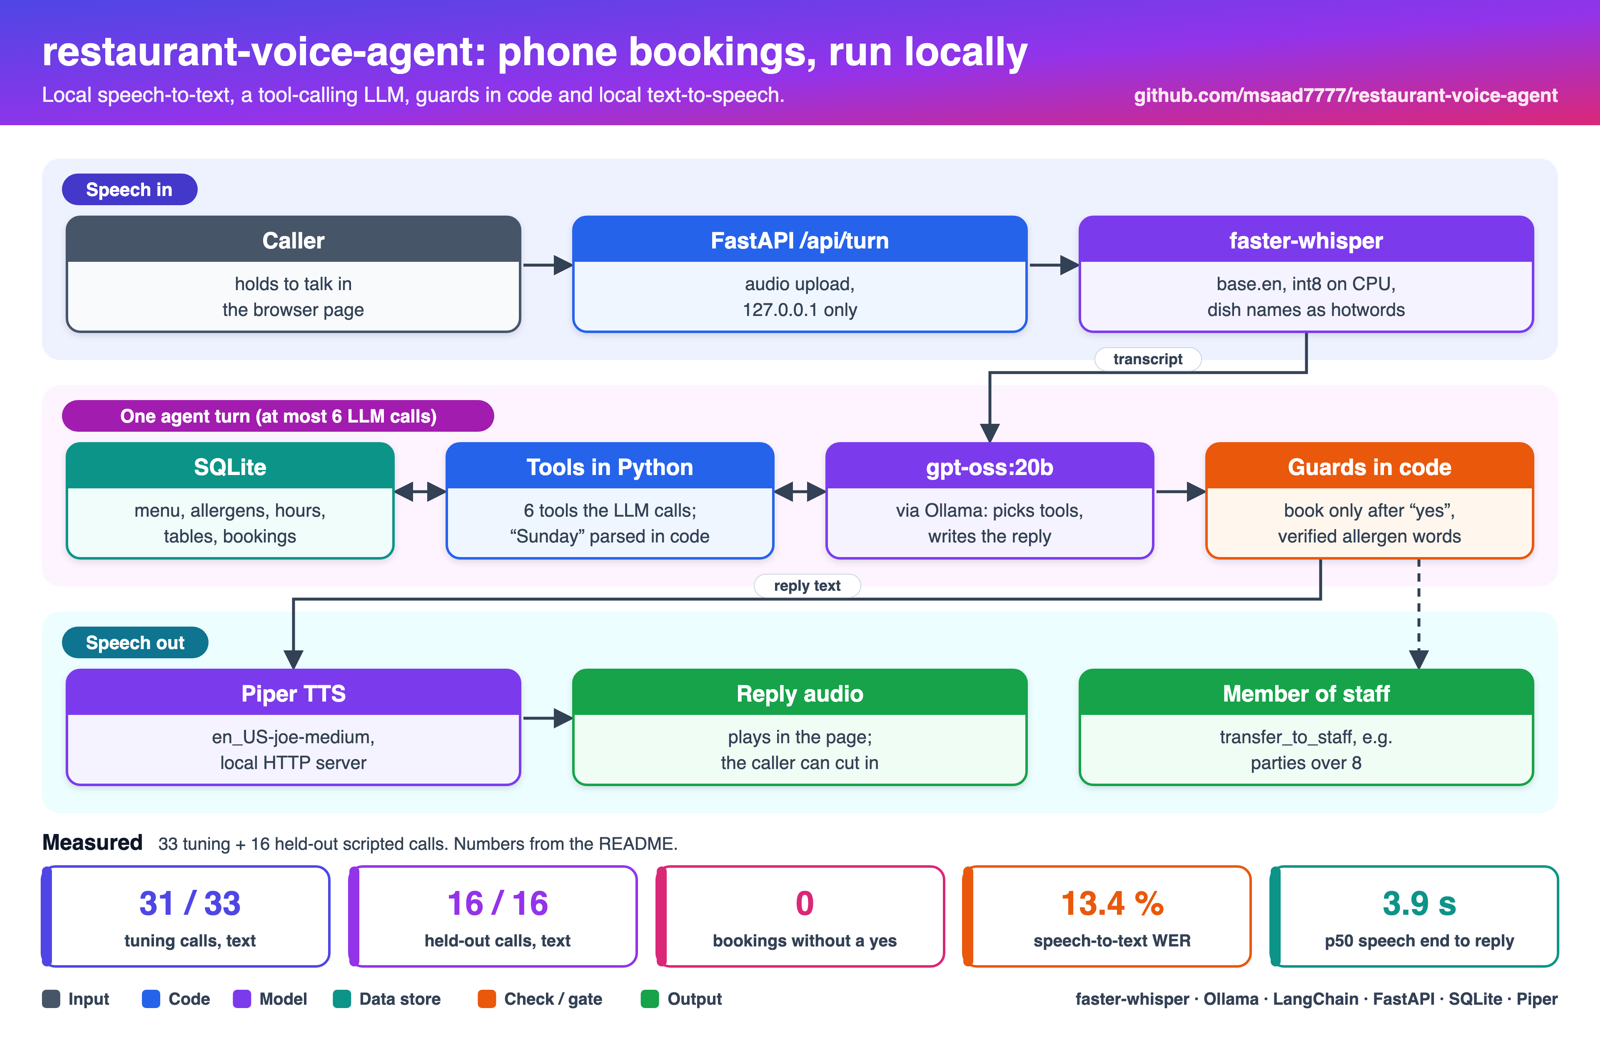 restaurant-voice-agent: phone bookings, run locally
Local speech-to-text, a tool-calling LLM, guards in code and local text-to-speech.
github.com/msaad7777/restaurant-voice-agent
Speech in
Caller
holds to talk in
the browser page
FastAPI /api/turn
audio upload,
127.0.0.1 only
faster-whisper
base.en, int8 on CPU,
dish names as hotwords
transcript
One agent turn (at most 6 LLM calls)
SQLite
menu, allergens, hours,
tables, bookings
Tools in Python
6 tools the LLM calls;
“Sunday” parsed in code
gpt-oss:20b
via Ollama: picks tools,
writes the reply
Guards in code
book only after “yes”,
verified allergen words
reply text
Speech out
Piper TTS
en_US-joe-medium,
local HTTP server
Reply audio
plays in the page;
the caller can cut in
Member of staff
transfer_to_staff, e.g.
parties over 8
Measured
33 tuning + 16 held-out scripted calls. Numbers from the README.
31 / 33
tuning calls, text
16 / 16
held-out calls, text
0
bookings without a yes
13.4 %
speech-to-text WER
3.9 s
p50 speech end to reply
Input
Code
Model
Data store
Check / gate
Output
faster-whisper · Ollama · LangChain · FastAPI · SQLite · Piper